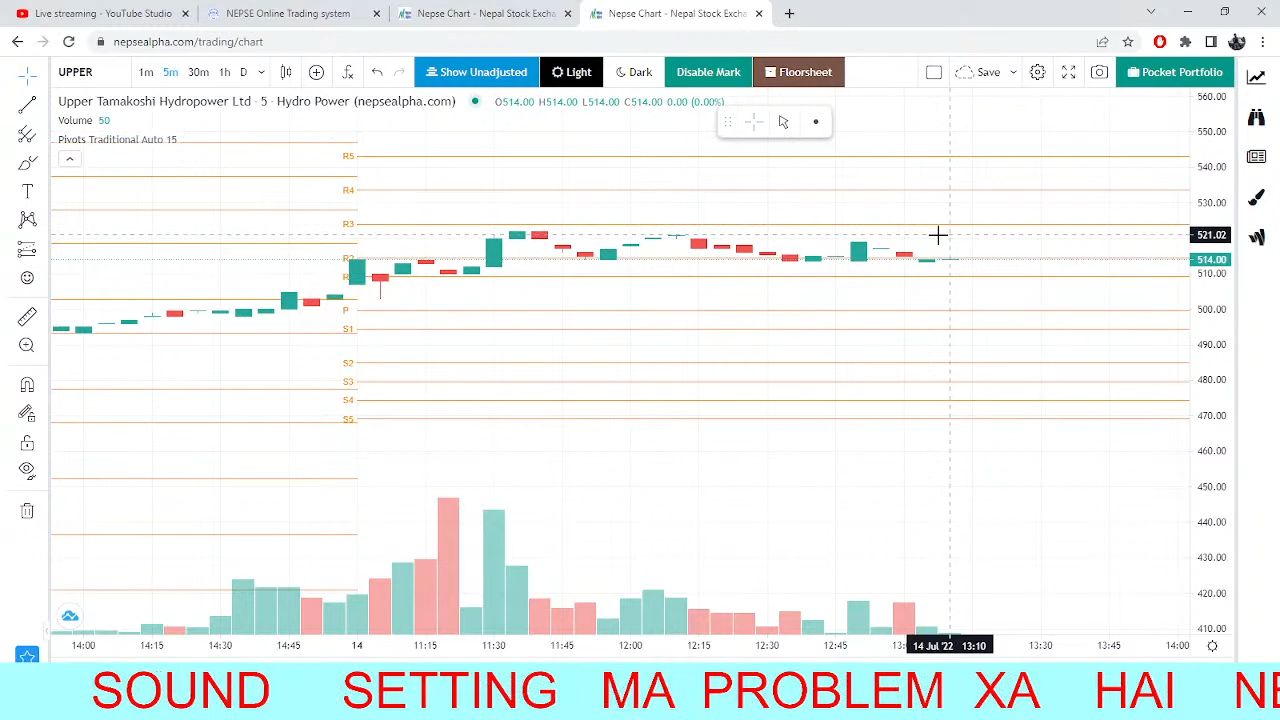 Live streaming - YouTube Studio
NEPSE Online Trading system
Nepse Chart - Nepal Stock Excha
Nepse Chart - Nepal Stock Excha
nepsealpha.com/trading/chart
UPPER 1m 5m 30m 1h D Show Unadjusted Light Dark Disable Mark Floorsheet Save Pocket Portfolio
Upper Tamakoshi Hydropower Ltd · 5 · Hydro Power (nepsealpha.com) O514.00 H514.00 L514.00 C514.00 0.00 (0.00%)
Volume 50
Pivots Traditional Auto 15
560.00
550.00
R5
540.00
R4
530.00
R3
521.02
R2
514.00
510.00
R
P
500.00
S1
490.00
S2
S3
480.00
S4
470.00
S5
460.00
450.00
440.00
430.00
420.00
410.00
14:00 14:15 14:30 14:45 14 11:15 11:30 11:45 12:00 12:15 12:30 12:45 13:0 14 Jul '22 13:10 13:30 13:45 14:00
SOUND SETTING MA PROBLEM XA HAI NE